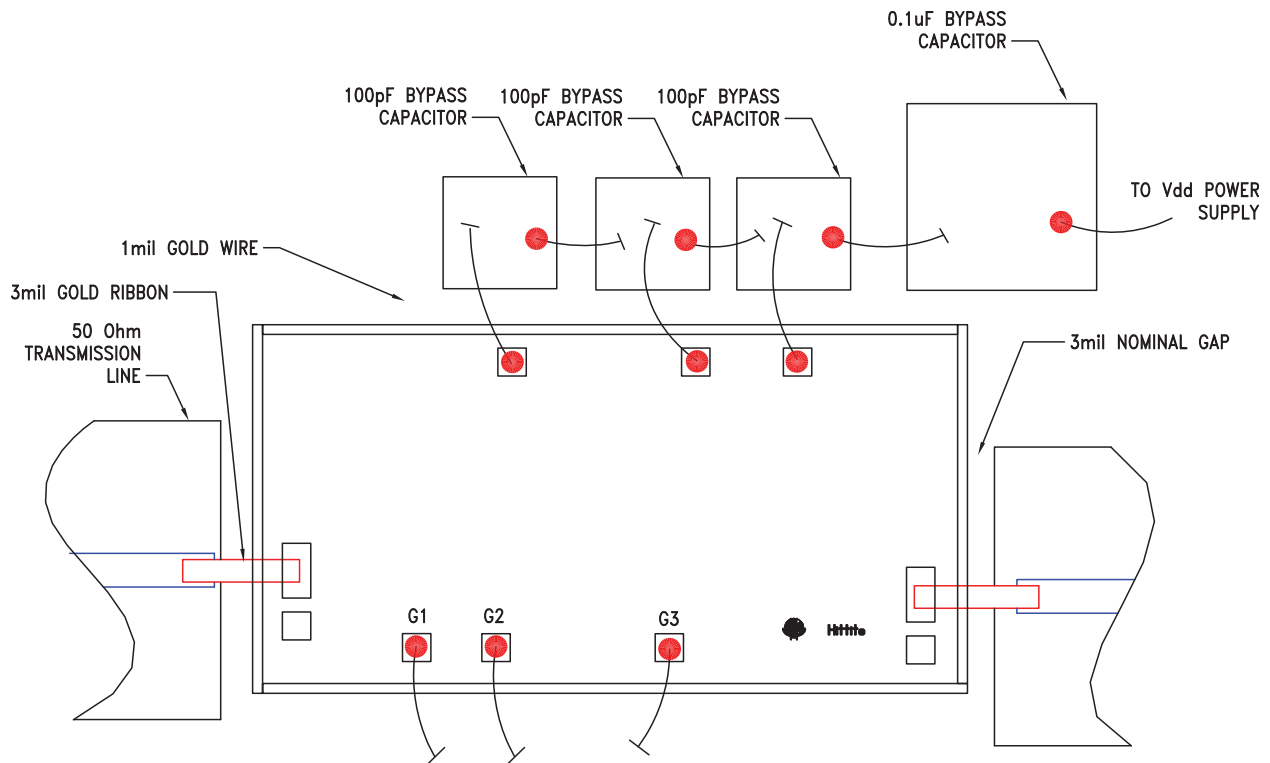 0.1uF BYPASS
CAPACITOR
100pF BYPASS
CAPACITOR
100pF BYPASS
CAPACITOR
100pF BYPASS
CAPACITOR
TO Vdd POWER
SUPPLY
1mil GOLD WIRE
3mil GOLD RIBBON
50 Ohm
TRANSMISSION
LINE
3mil NOMINAL GAP
G1
G2
G3
Hittite